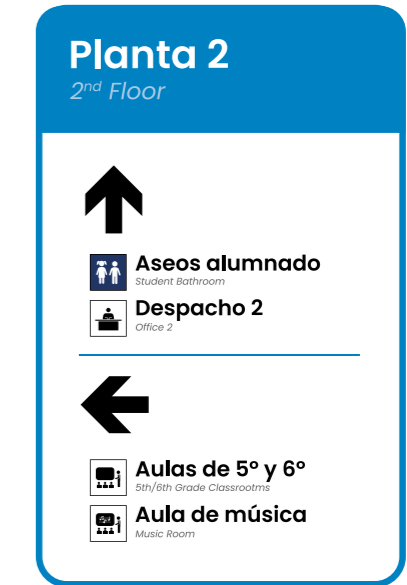 Planta 2
2nd Floor
Aseos alumnado
Student Bathroom
Despacho 2
Office 2
Aulas de 5º y 6º
5th/6th Grade Classrootms
Aula de música
Music Room